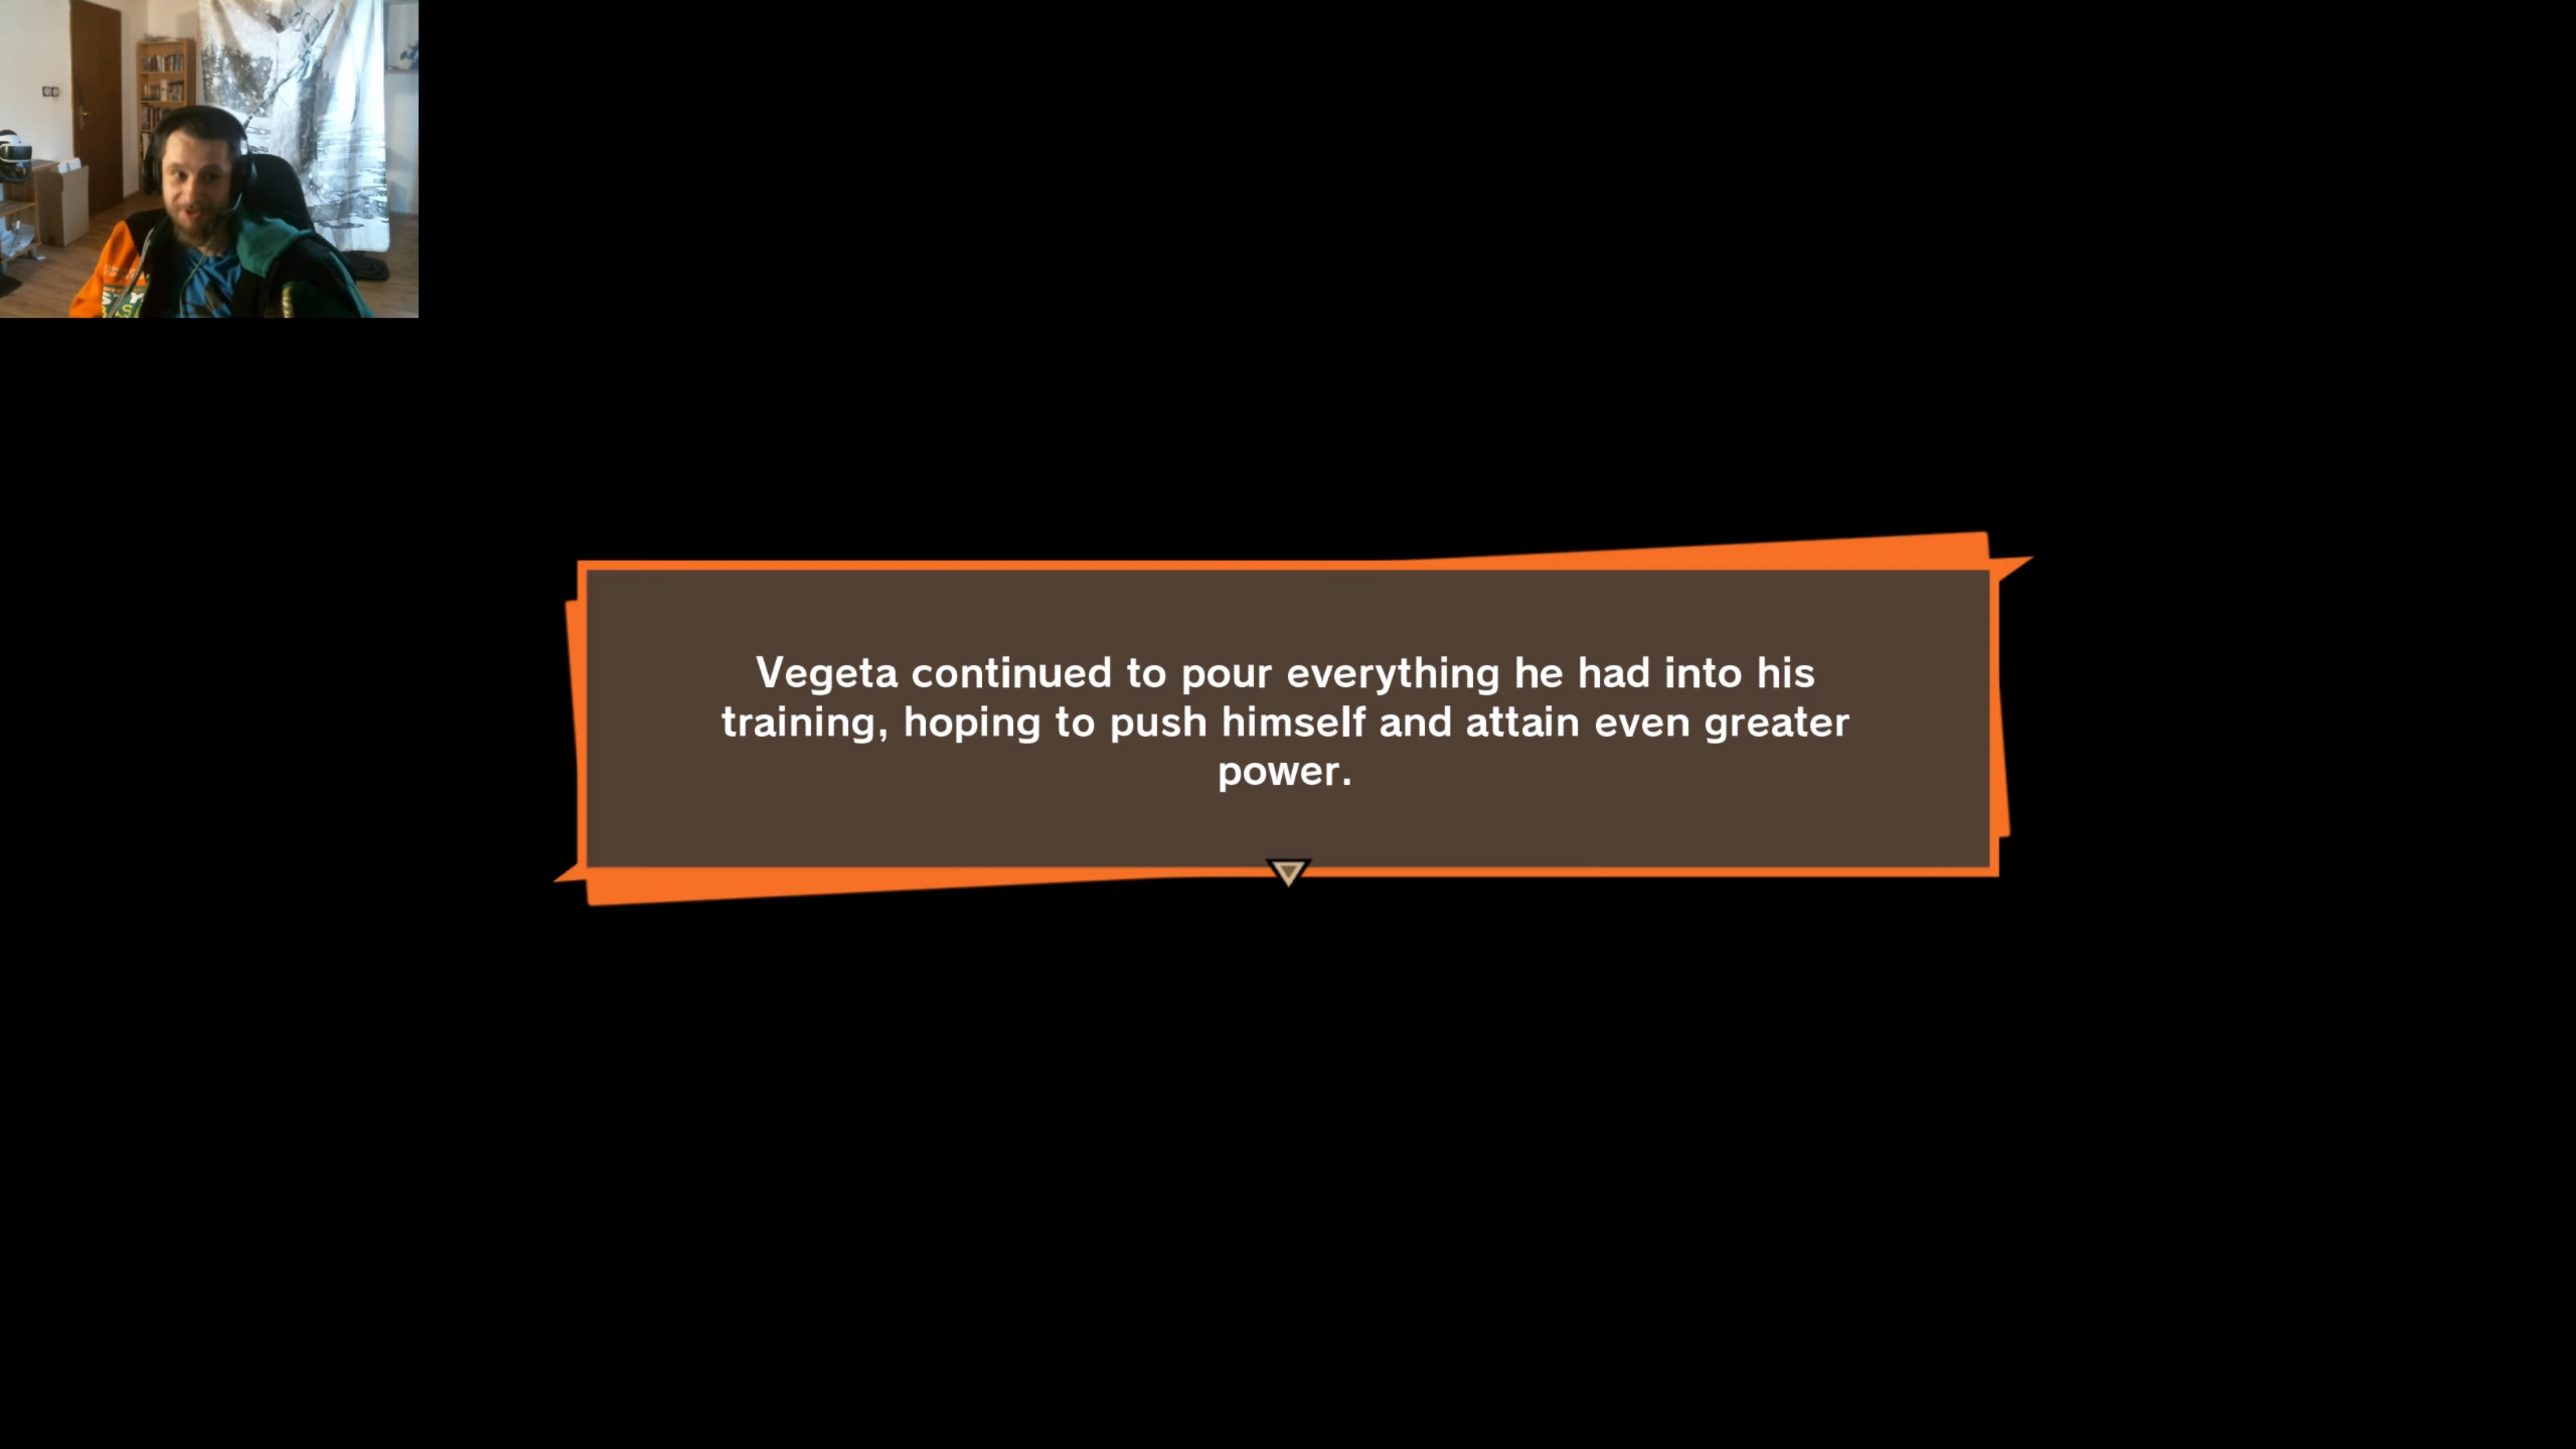 Vegeta continued to pour everything he had into his
training, hoping to push himself and attain even greater
power.